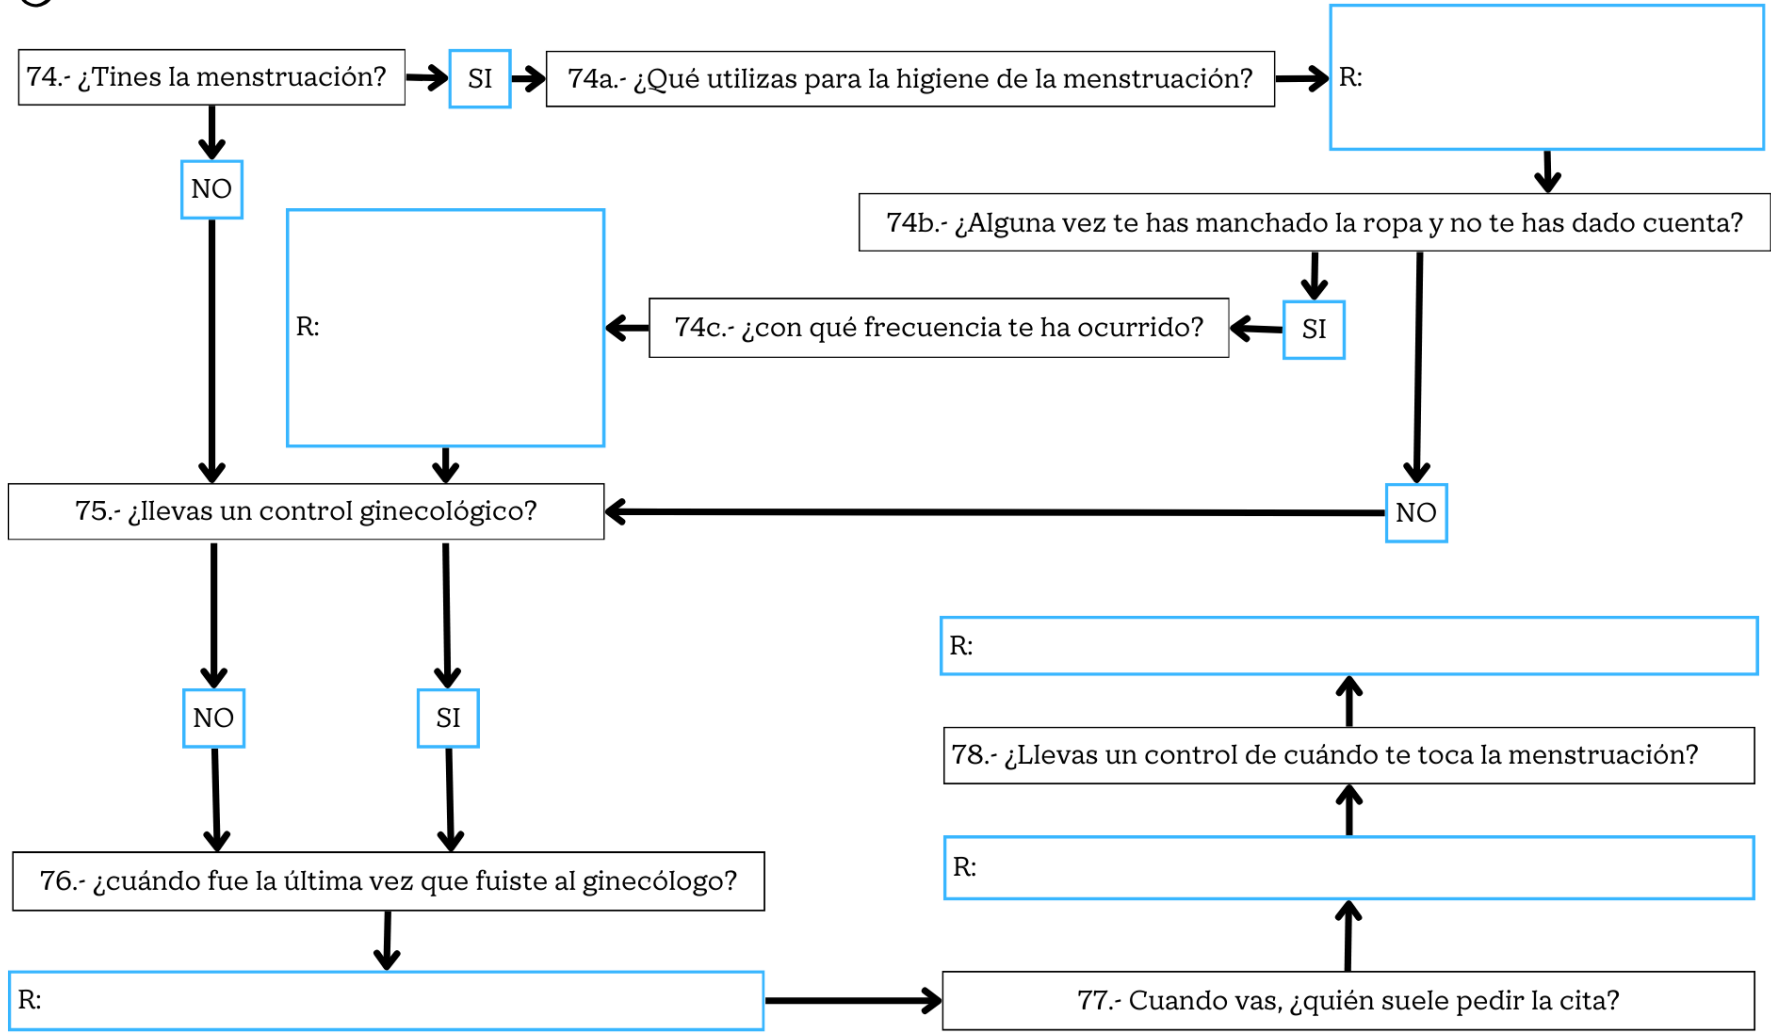 74.- ¿Tines la menstruación?
SI
74a.- ¿Qué utilizas para la higiene de la menstruación?
R:
NO
74b.- ¿Alguna vez te has manchado la ropa y no te has dado cuenta?
SI
74c.- ¿con qué frecuencia te ha ocurrido?
R:
NO
75.- ¿llevas un control ginecológico?
NO
SI
76.- ¿cuándo fue la última vez que fuiste al ginecólogo?
R:
77.- Cuando vas, ¿quién suele pedir la cita?
R:
78.- ¿Llevas un control de cuándo te toca la menstruación?
R: